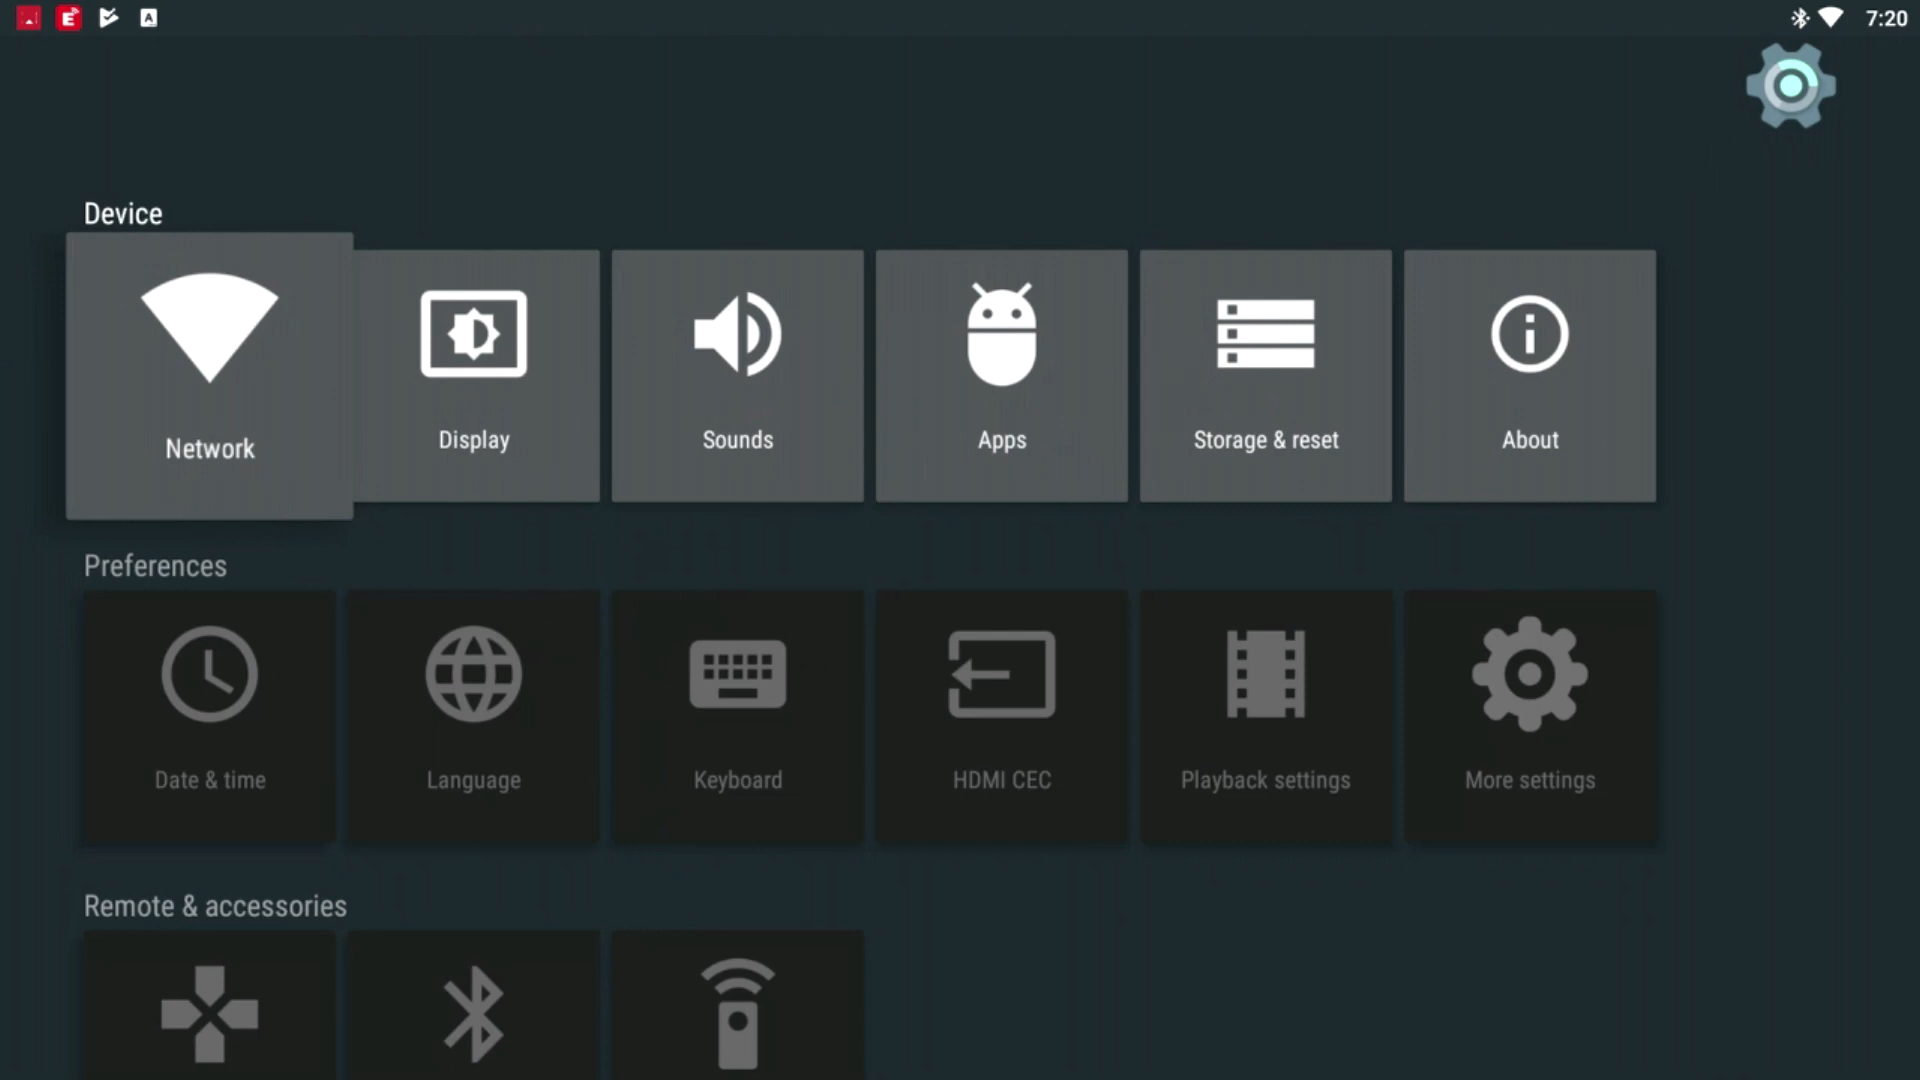 7:20
Device
Network
Display
Sounds
Apps
Storage & reset
About
Preferences
Date & time
Language
Keyboard
HDMI CEC
Playback settings
More settings
Remote & accessories